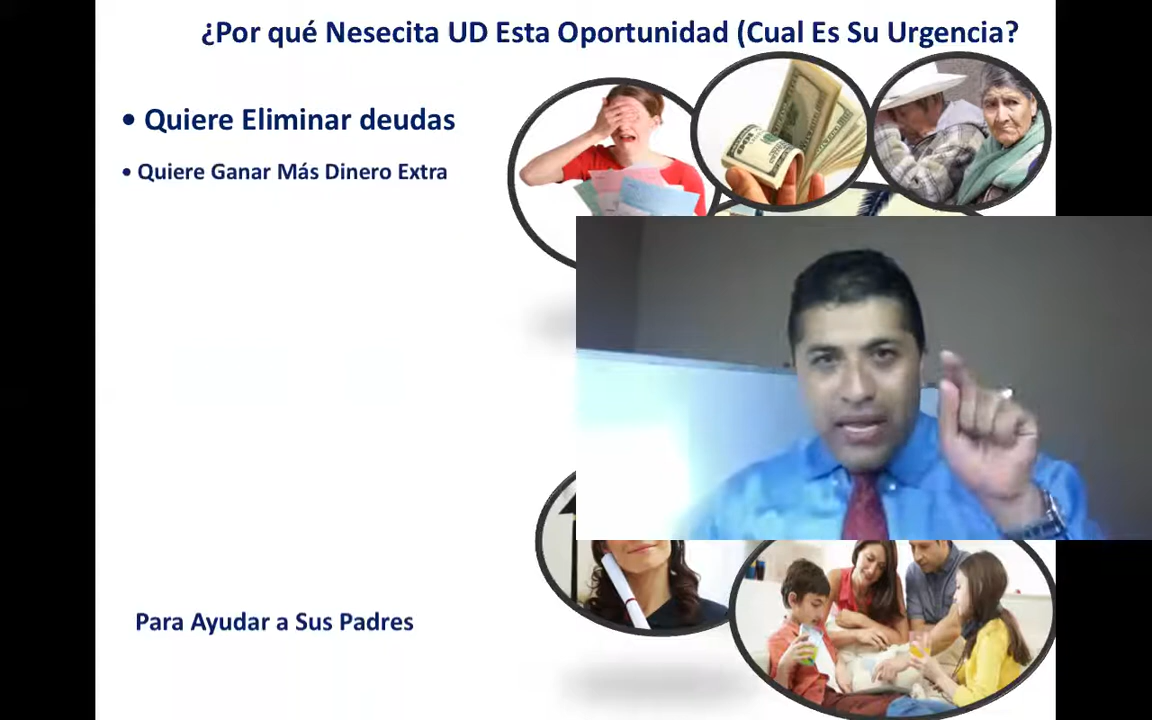 ¿Por qué Nesecita UD Esta Oportunidad (Cual Es Su Urgencia?
• Quiere Eliminar deudas
• Quiere Ganar Más Dinero Extra
Para Ayudar a Sus Padres